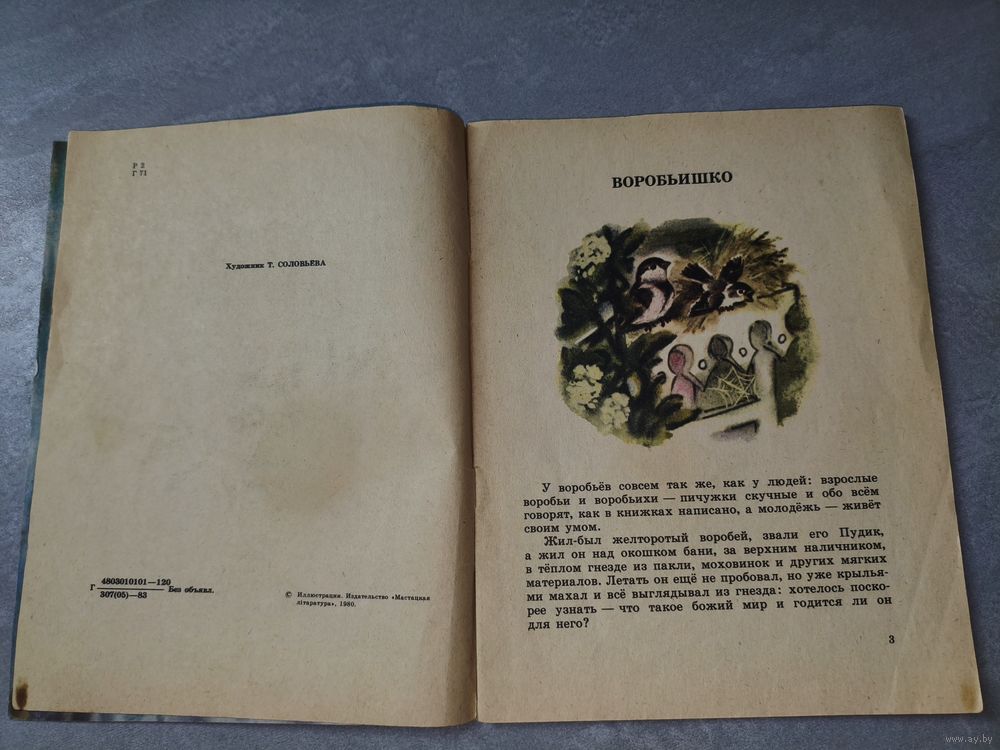 Р 2
Г 71
Художник Т. СОЛОВЬЕВА
Г 4803010101—120
307(05)—83 Без объявл.
© Иллюстрация. Издательство «Мастацкая
літаратура», 1980.
ВОРОБЬИШКО
У воробьёв совсем так же, как у людей: взрослые
воробьи и воробьихи — пичужки скучные и обо всём
говорят, как в книжках написано, а молодёжь — живёт
своим умом.
Жил-был желторотый воробей, звали его Пудик,
а жил он над окошком бани, за верхним наличником,
в тёплом гнезде из пакли, моховинок и других мягких
материалов. Летать он ещё не пробовал, но уже крылья-
ми махал и всё выглядывал из гнезда: хотелось поско-
рее узнать — что такое божий мир и годится ли он
для него?
3
www.ay.by